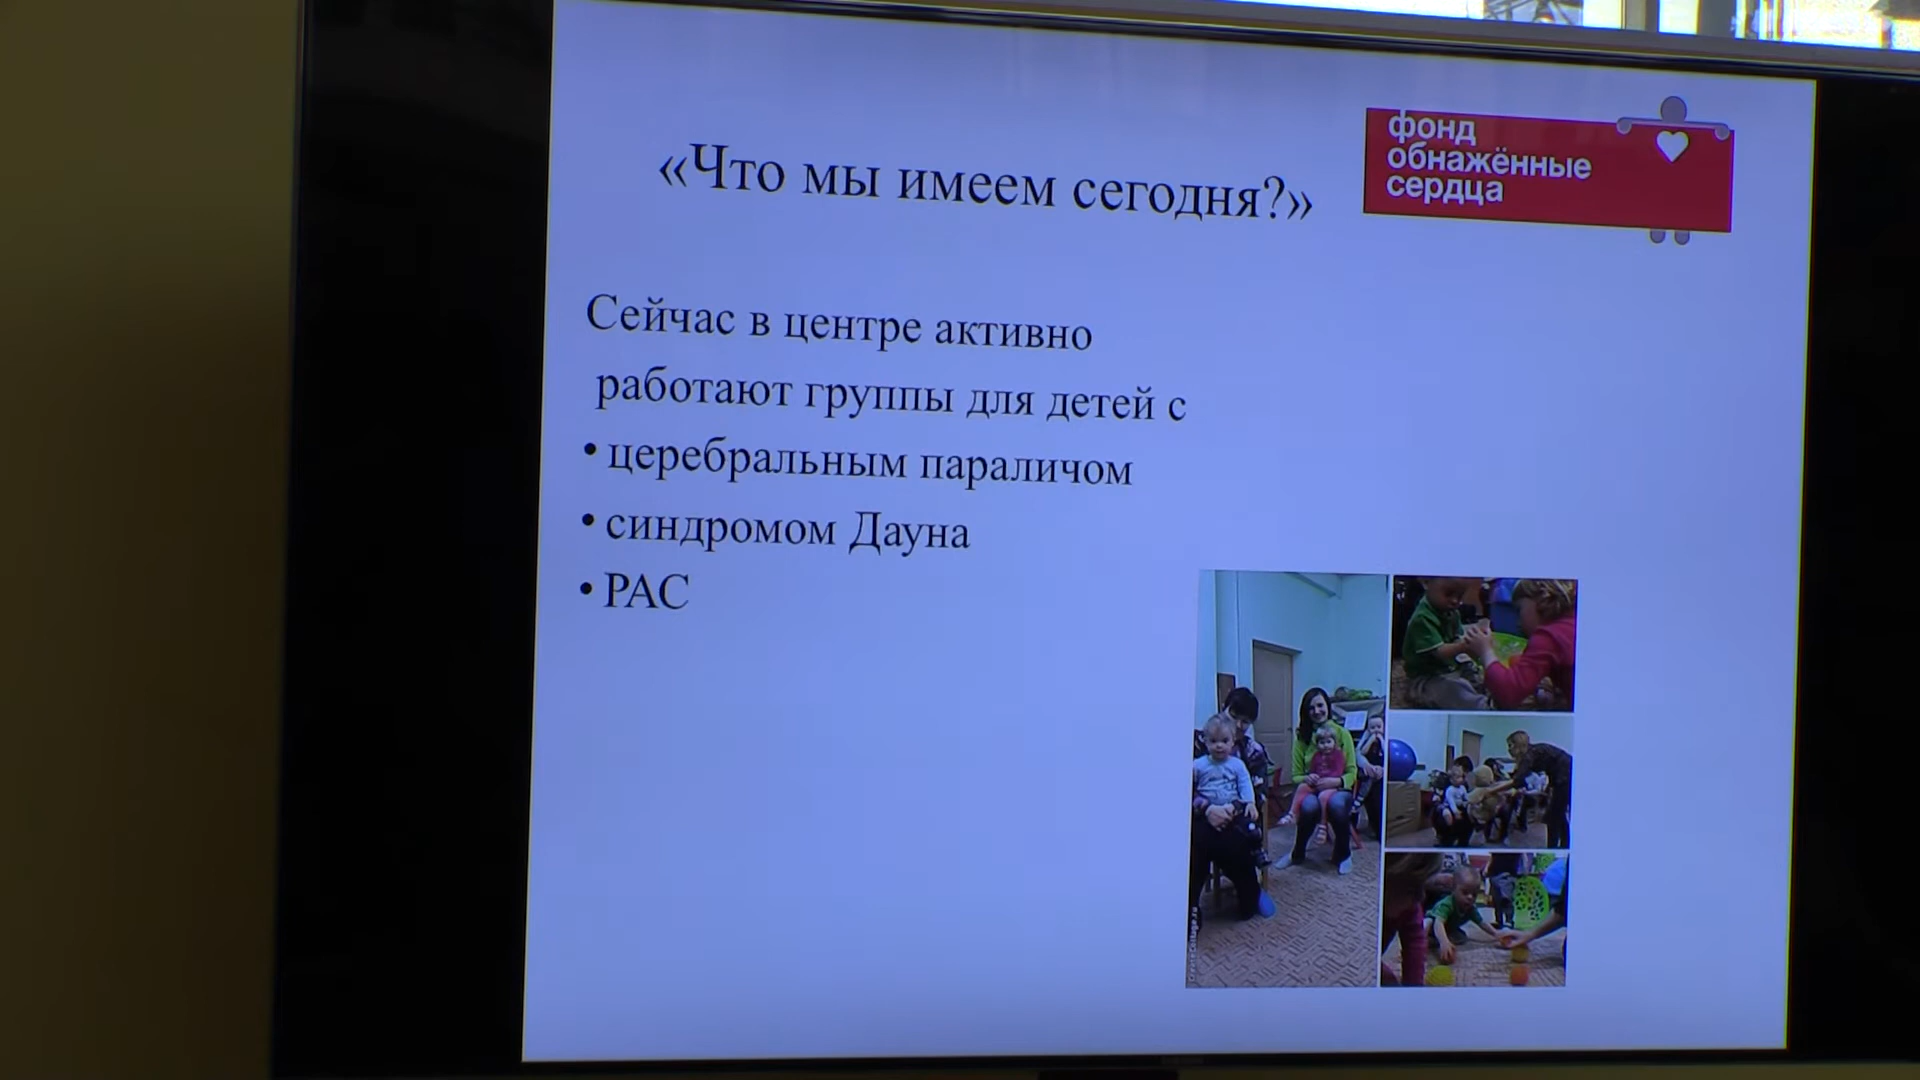 «Что мы имеем сегодня?»
фонд
обнажённые
сердца
Сейчас в центре активно
работают группы для детей с
• церебральным параличом
• синдромом Дауна
• РАС